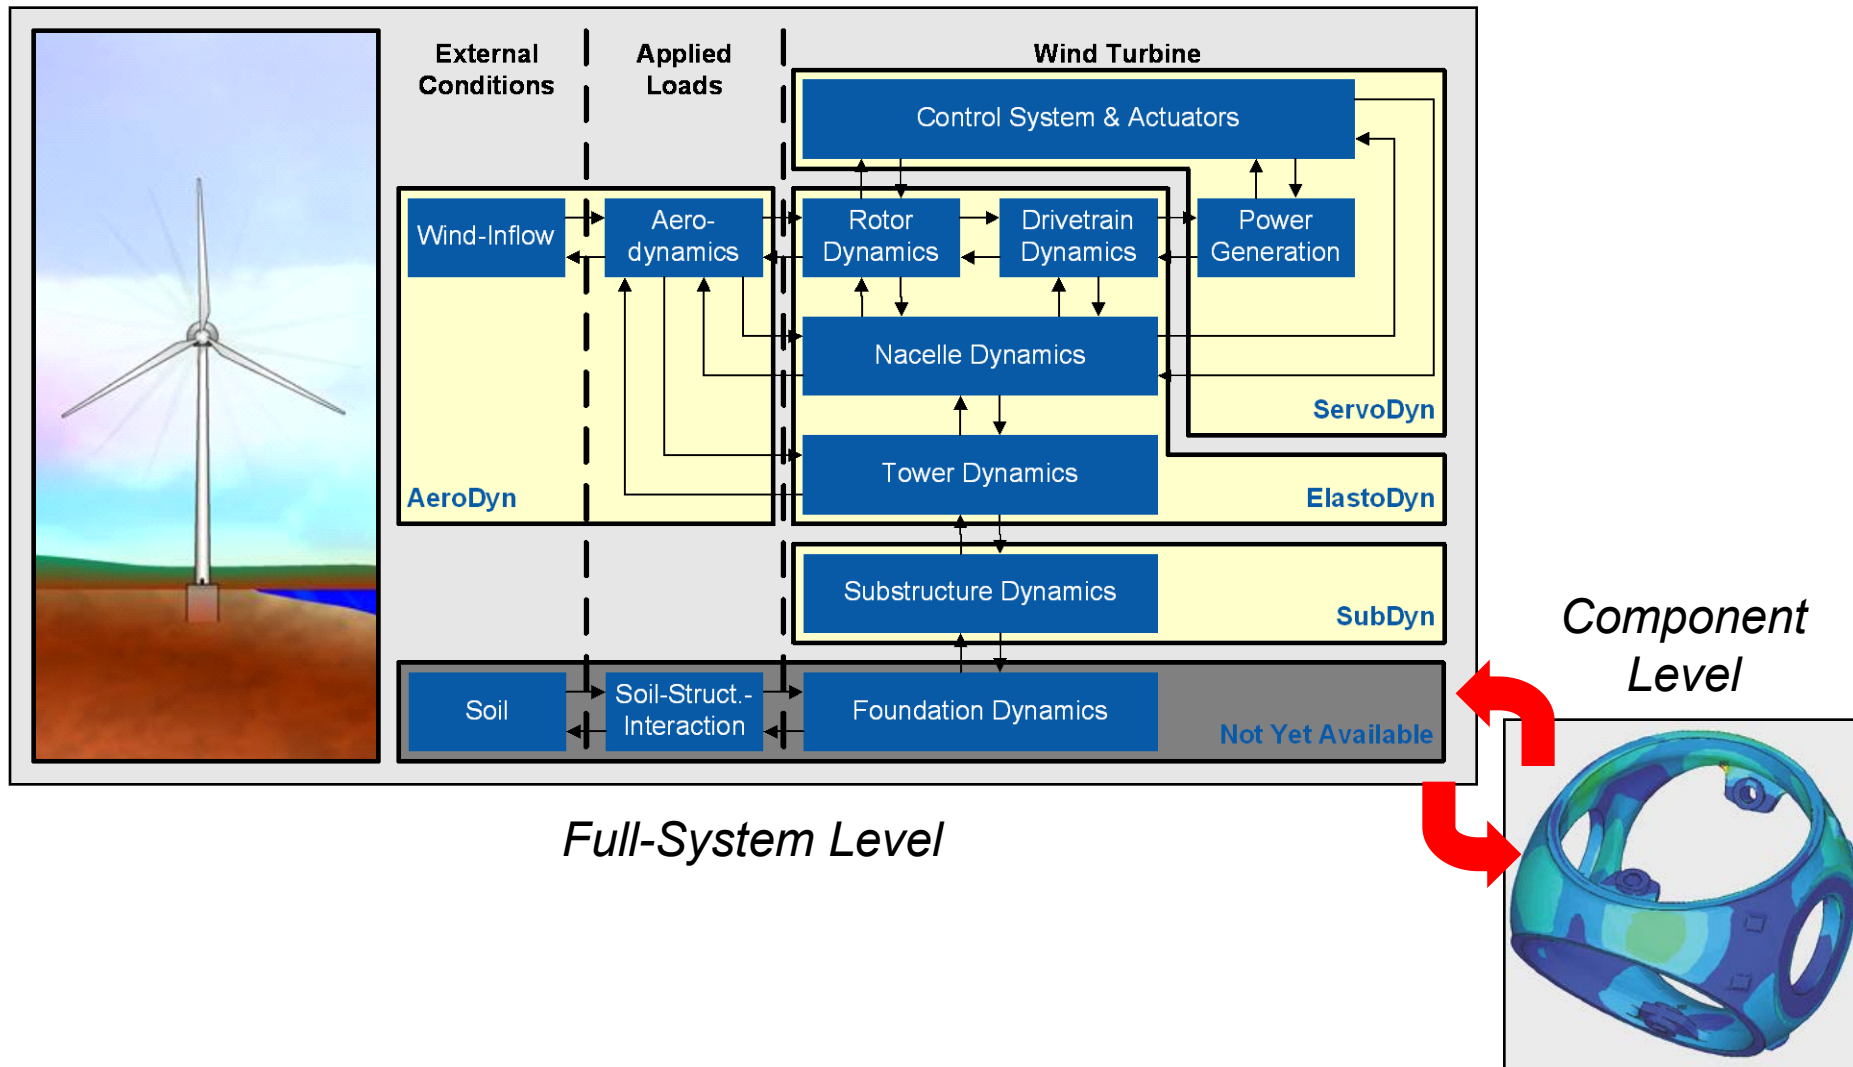 External
Conditions
Applied
Loads
Wind Turbine
Control System & Actuators
Wind-Inflow
Aero-
dynamics
Rotor
Dynamics
Drivetrain
Dynamics
Power
Generation
Nacelle Dynamics
ServoDyn
Tower Dynamics
AeroDyn
ElastoDyn
Substructure Dynamics
SubDyn
Soil
Soil-Struct.-
Interaction
Foundation Dynamics
Not Yet Available
Full-System Level
Component
Level